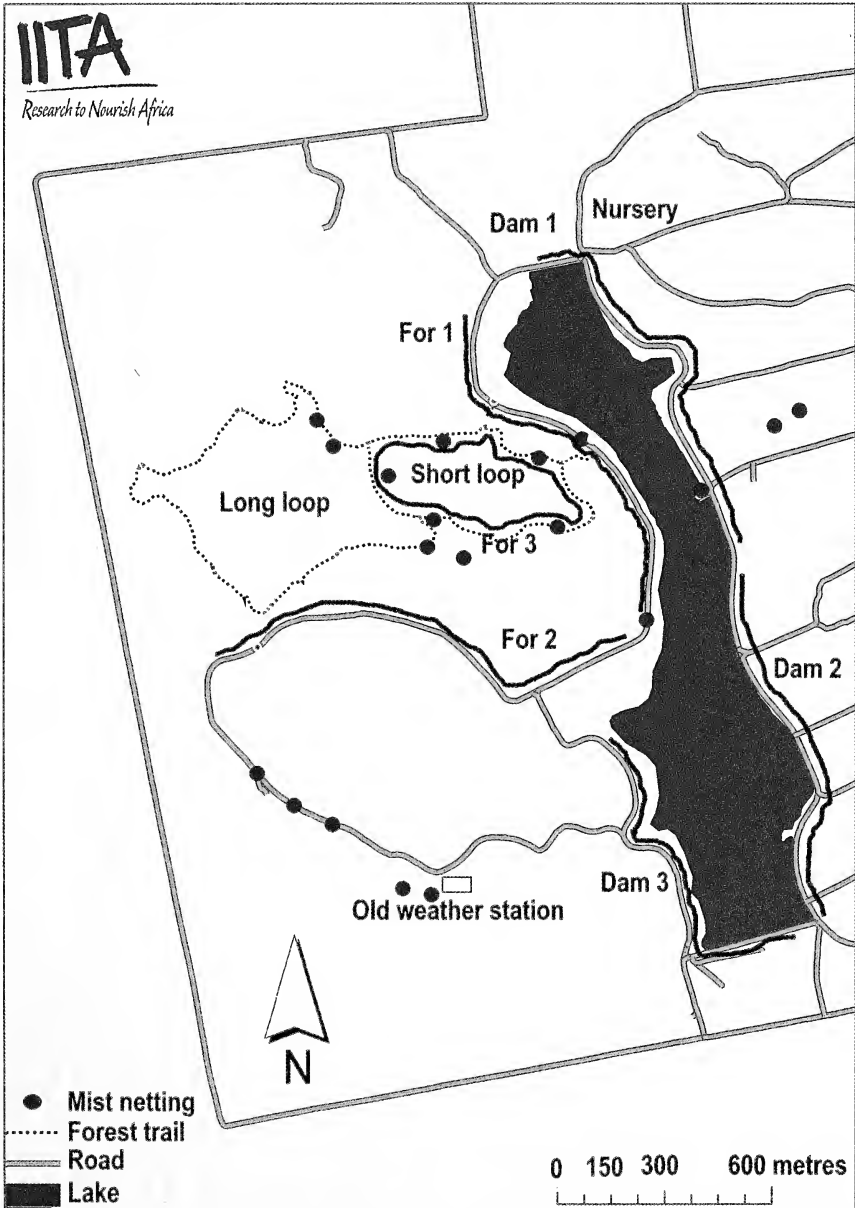 IITA
Research to Nourish Africa
Dam 1
Nursery
For 1
Short loop
Long loop
For 3
For 2
Dam 2
Dam 3
Old weather station
N
Mist netting
Forest trail
Road
Lake
0 150 300 600 metres